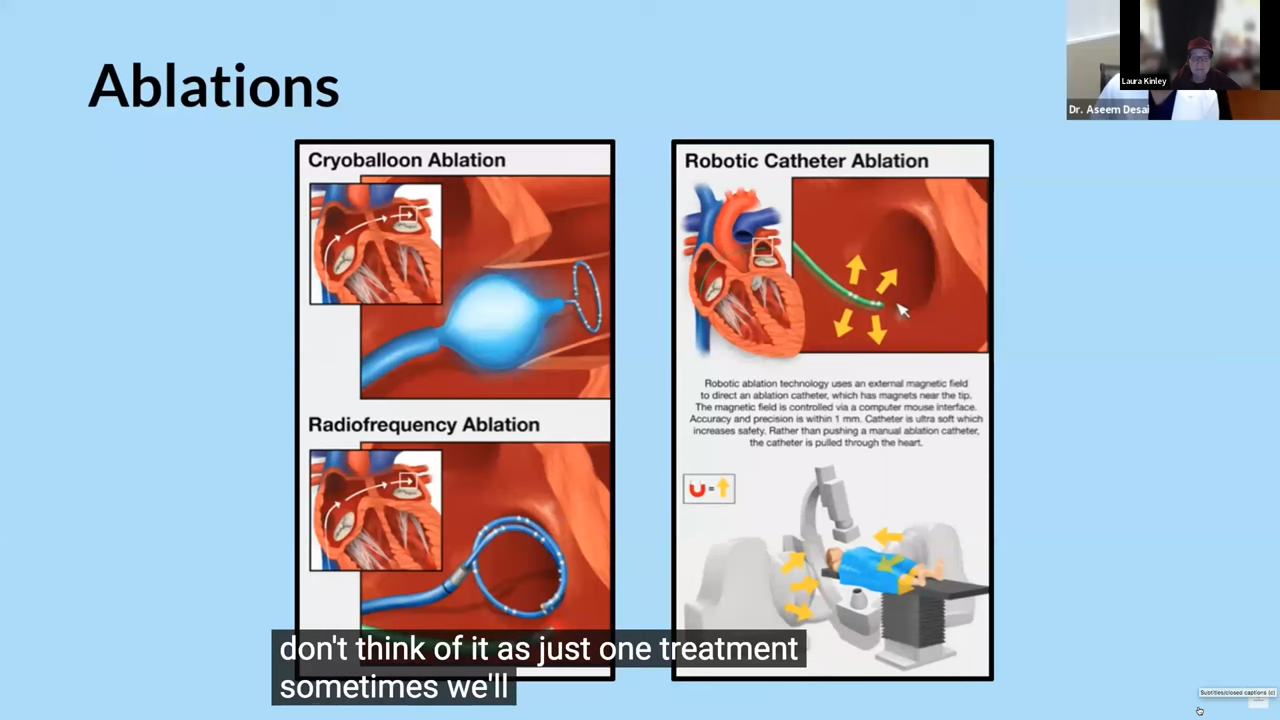 Ablations
Laura Kinley
Dr. Aseem Desai
Cryoballoon Ablation
Radiofrequency Ablation
Robotic Catheter Ablation
Robotic ablation technology uses an external magnetic field
to direct an ablation catheter, which has magnets near the tip.
The magnetic field is controlled via a computer mouse interface.
Accuracy and precision is within 1 mm. Catheter is ultra soft which
increases safety. Rather than pushing a manual ablation catheter,
the catheter is pulled through the heart.
=
don't think of it as just one treatment
sometimes we'll
Subtitles/closed captions (c)